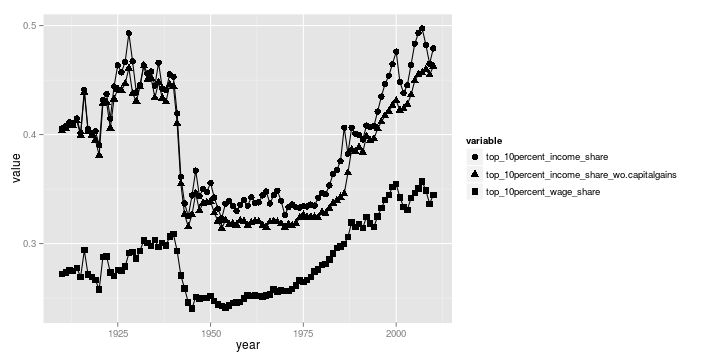 0.5
0.4
0.3
value
1925
1950
1975
2000
year
variable
top_10percent_income_share
top_10percent_income_share_wo.capitalgains
top_10percent_wage_share